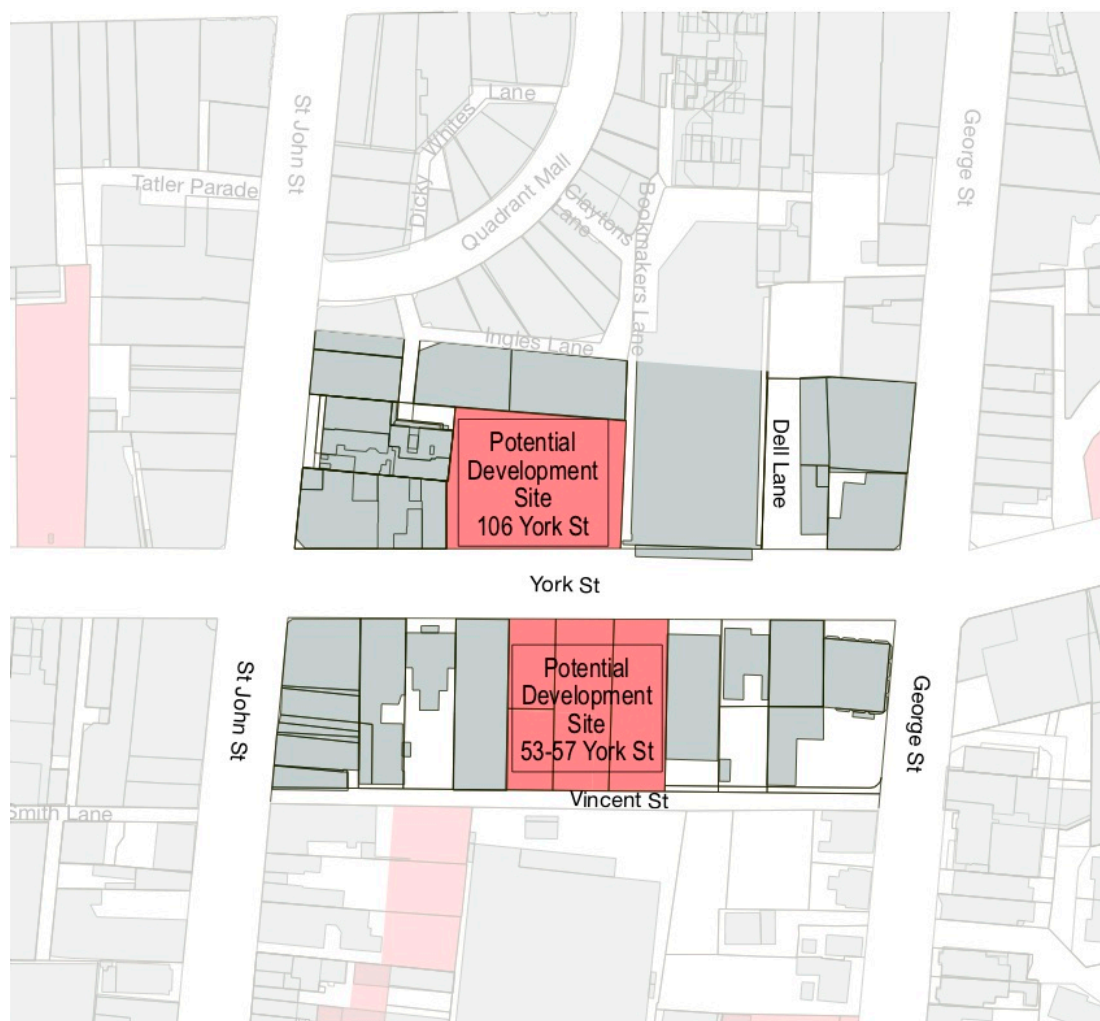 Lane
Whites
Dicky
St John St
George St
Tatler Parade
Quadrant Mall
Claytons
Lane
Bookmakers Lane
Ingles Lane
Potential
Development
Site
106 York St
Dell Lane
York St
St John St
Potential
Development
Site
53-57 York St
George St
Vincent St
Smith Lane